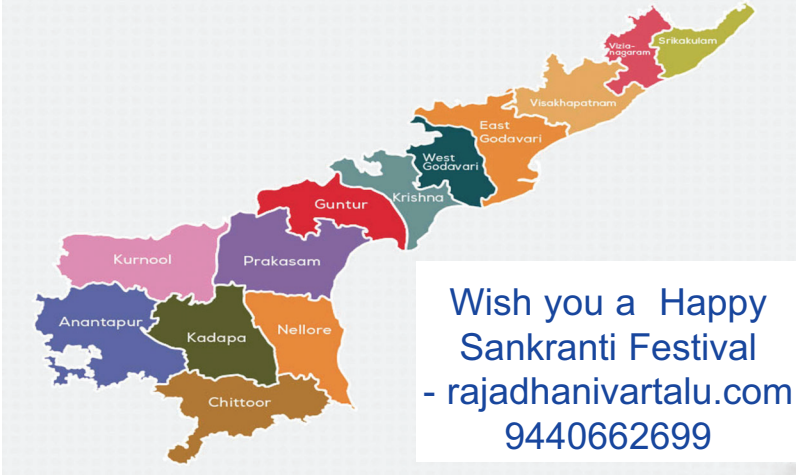 Srikakulam
Vizia-
nagaram
Visakhapatnam
East
Godavari
West
Godavari
Krishna
Guntur
Kurnool
Prakasam
Anantapur
Kadapa
Nellore
Chittoor
Wish you a Happy
Sankranti Festival
- rajadhanivartalu.com
9440662699